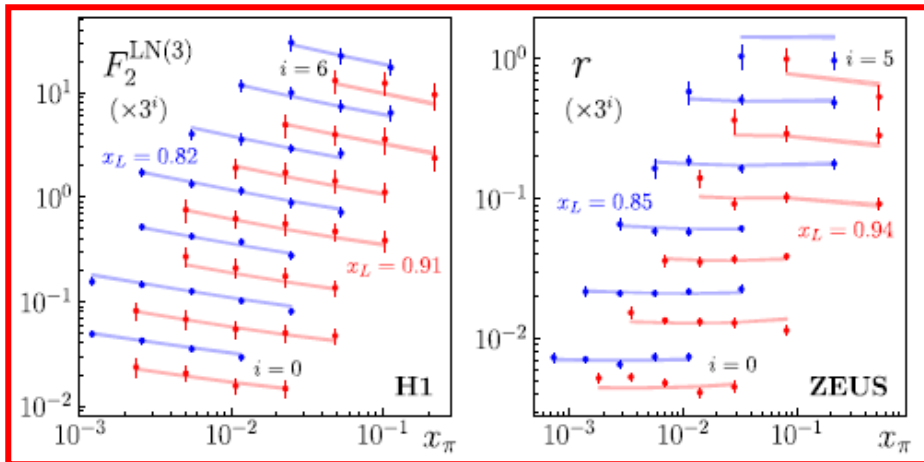 F_2^{LN(3)}
(×3^i)
i = 6
x_L = 0.82
x_L = 0.91
i = 0
H1
10^1
10^0
10^{-1}
10^{-2}
10^{-3}
10^{-2}
10^{-1}
x_π
r
(×3^i)
i = 5
x_L = 0.85
x_L = 0.94
i = 0
ZEUS
10^0
10^{-1}
10^{-2}
10^{-3}
10^{-2}
10^{-1}
x_π